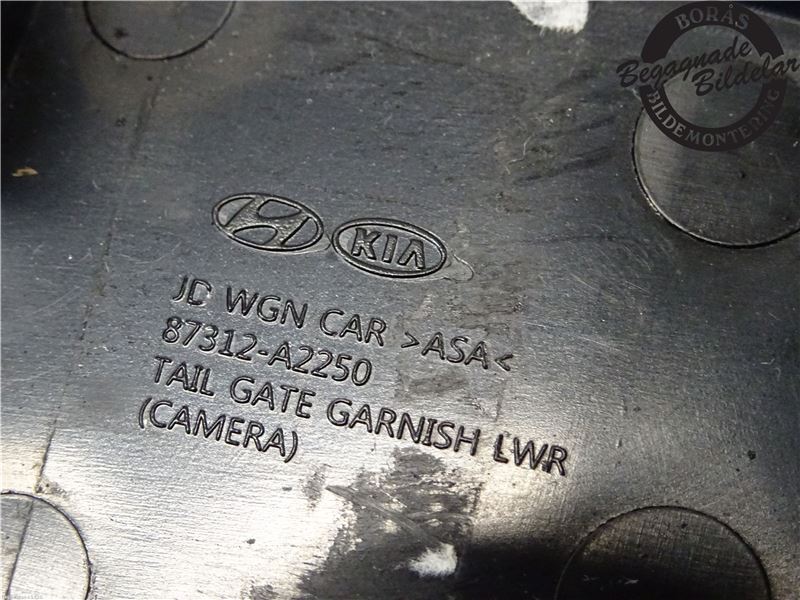 BORÅS
Begagnade
Bildelar
BILDEMONTERING
KIA
JD WGN CAR >ASA<
87312-A2250
TAIL GATE GARNISH LWR
(CAMERA)